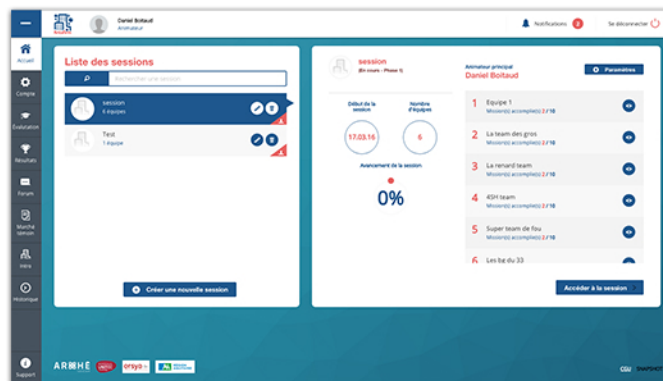 Daniel Boitaud
Animateur
Notifications 2
Se déconnecter
Accueil
Compte
Évaluation
Résultats
Forum
Marché
témoin
Intro
Historique
Support
Liste des sessions
Rechercher une session
session
6 équipes
Test
1 équipe
Créer une nouvelle session
session
(En cours - Phase 1)
Animateur principal
Daniel Boitaud
Paramètres
Début de la
session
Nombre
d'équipes
17.03.16
6
Avancement de la session
0%
1 Equipe 1
Mission(s) accomplie(s) 2 / 10
2 La team des gros
Mission(s) accomplie(s) 2 / 10
3 La renard team
Mission(s) accomplie(s) 2 / 10
4 4SH team
Mission(s) accomplie(s) 2 / 10
5 Super team de fou
Mission(s) accomplie(s) 2 / 10
6 Les bg du 33
Accéder à la session
orsys
CGU SNAPSHOT